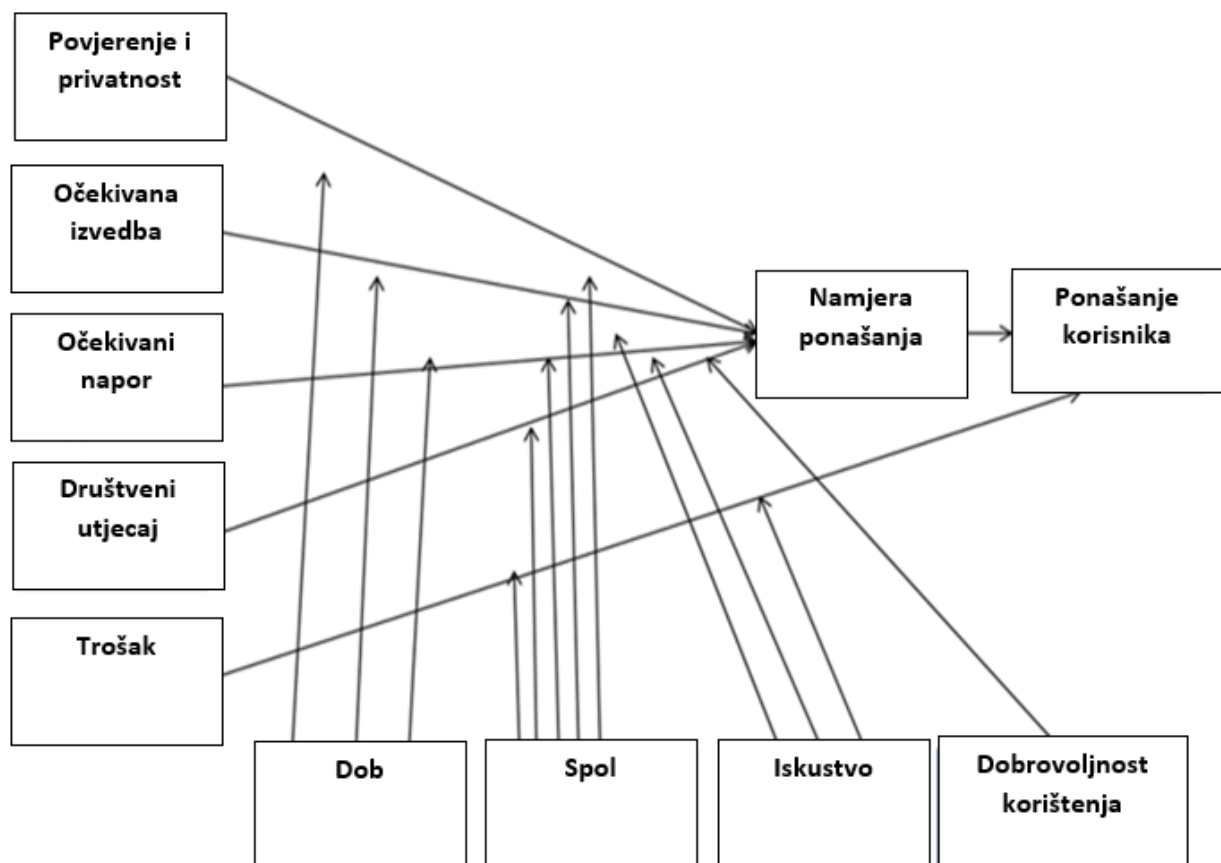 Povjerenje i
privatnost
Očekivana
izvedba
Očekivani
napor
Društveni
utjecaj
Trošak
Namjera
ponašanja
Ponašanje
korisnika
Dob
Spol
Iskustvo
Dobrovoljnost
korištenja